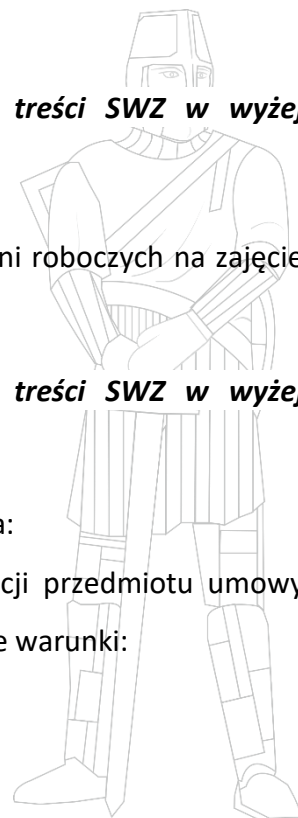 treści SWZ w wyżej
ni roboczych na zajęcie
treści SWZ w wyżej
a:
cji przedmiotu umowy
e warunki: